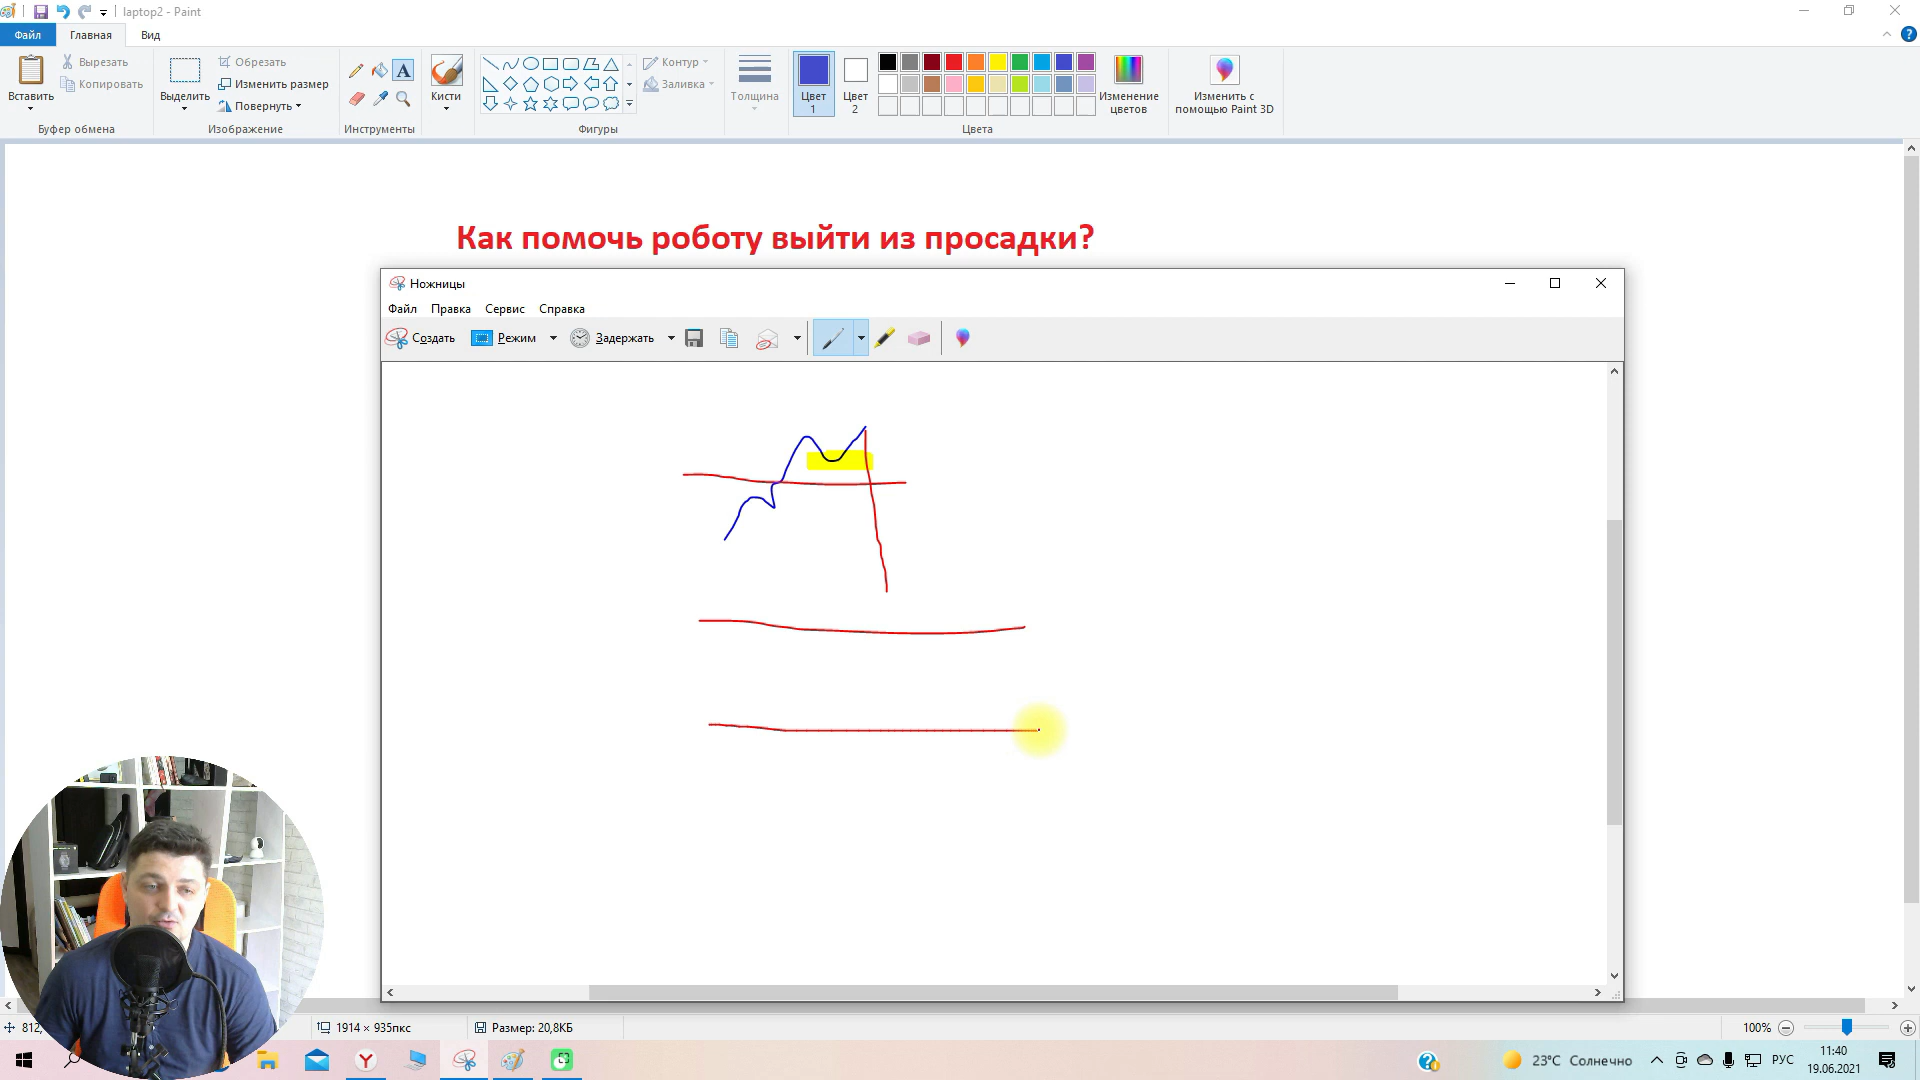 laptop2 - Paint
Файл Главная Вид
Вставить
Вырезать
Копировать
Буфер обмена
Выделить
Обрезать
Изменить размер
Повернуть
Изображение
A
Инструменты
Кисти
Фигуры
Контур
Заливка
Толщина
Цвет 1
Цвет 2
Цвета
Изменение цветов
Изменить с помощью Paint 3D
Как помочь роботу выйти из просадки?
Ножницы
Файл Правка Сервис Справка
Создать Режим Задержать
812, 1914 × 935пкс Размер: 20,8КБ 100%
23°C Солнечно РУС 11:40
19.06.2021